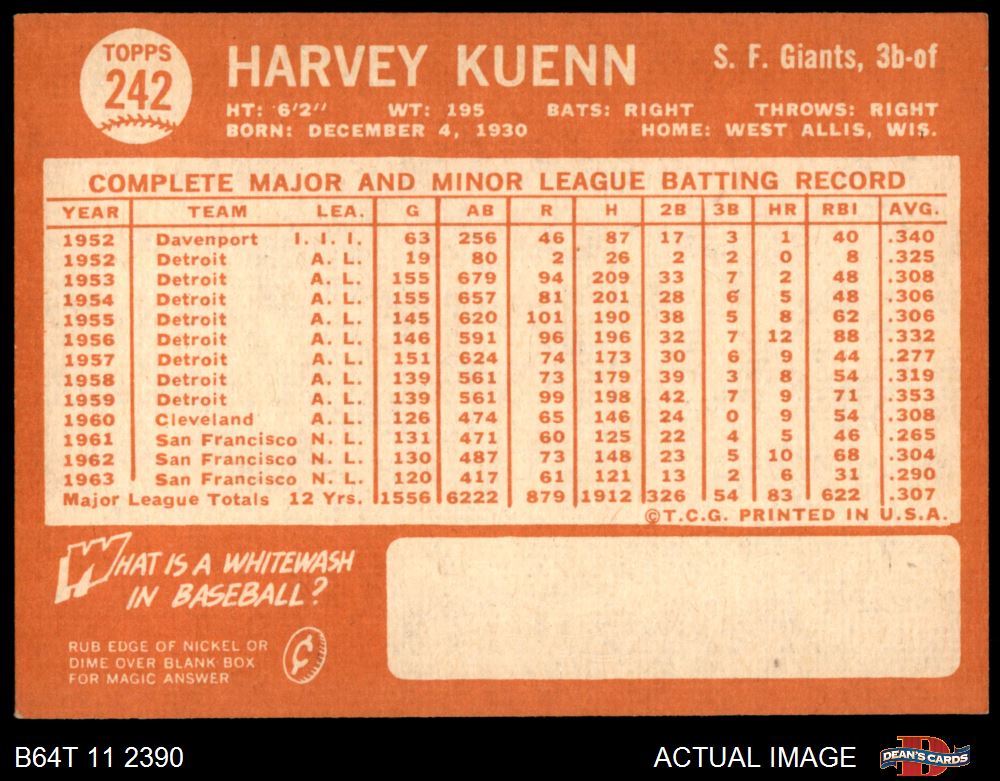 TOPPS
242
HARVEY KUENN
S. F. Giants, 3b-of
HT: 6'2" WT: 195 BATS: RIGHT THROWS: RIGHT
BORN: DECEMBER 4, 1930 HOME: WEST ALLIS, WIS.
COMPLETE MAJOR AND MINOR LEAGUE BATTING RECORD
YEAR TEAM LEA. G AB R H 2B 3B HR RBI AVG.
1952 Davenport I. I. I. 63 256 46 87 17 3 1 40 .340
1952 Detroit A. L. 19 80 2 26 2 2 0 8 .325
1953 Detroit A. L. 155 679 94 209 33 7 2 48 .308
1954 Detroit A. L. 155 657 81 201 28 6 5 48 .306
1955 Detroit A. L. 145 620 101 190 38 5 8 62 .306
1956 Detroit A. L. 146 591 96 196 32 7 12 88 .332
1957 Detroit A. L. 151 624 74 173 30 6 9 44 .277
1958 Detroit A. L. 139 561 73 179 39 3 8 54 .319
1959 Detroit A. L. 139 561 99 198 42 7 9 71 .353
1960 Cleveland A. L. 126 474 65 146 24 0 9 54 .308
1961 San Francisco N. L. 131 471 60 125 22 4 5 46 .265
1962 San Francisco N. L. 130 487 73 148 23 5 10 68 .304
1963 San Francisco N. L. 120 417 61 121 13 2 6 31 .290
Major League Totals 12 Yrs. 1556 6222 879 1912 326 54 83 622 .307
©T.C.G. PRINTED IN U.S.A.
WHAT IS A WHITEWASH
IN BASEBALL?
RUB EDGE OF NICKEL OR
DIME OVER BLANK BOX
FOR MAGIC ANSWER
¢
B64T 11 2390
ACTUAL IMAGE
D
DEAN'S CARDS